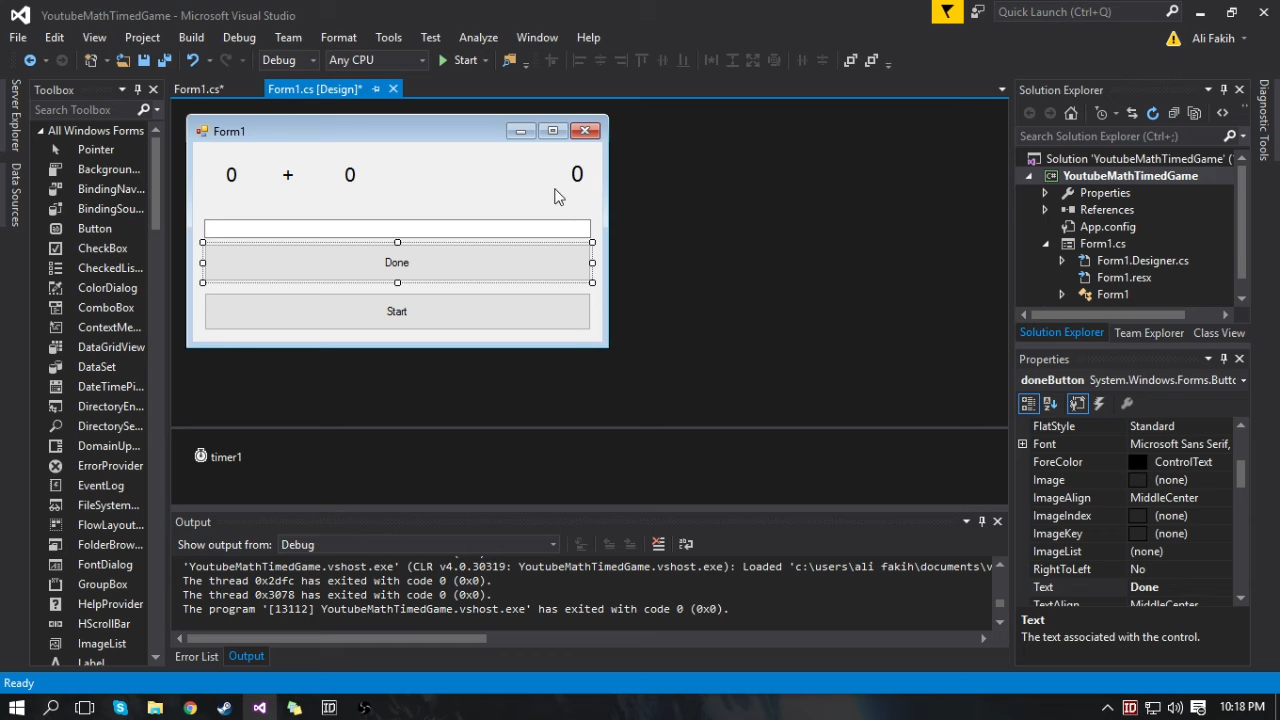 YoutubeMathTimedGame - Microsoft Visual Studio
Quick Launch (Ctrl+Q)
File Edit View Project Build Debug Team Format Tools Test Analyze Window Help
Ali Fakih
Debug Any CPU Start
Toolbox
Form1.cs* Form1.cs [Design]*
Solution Explorer
Search Toolbox
Search Solution Explorer (Ctrl+;)
Server Explorer
Data Sources
Diagnostic Tools
All Windows Forms
Pointer
Backgroun...
BindingNav...
BindingSou...
Button
CheckBox
CheckedLis...
ColorDialog
ComboBox
ContextMe...
DataGridView
DataSet
DateTimePi...
DirectoryEn...
DirectorySe...
DomainUp...
ErrorProvider
EventLog
FileSystem...
FlowLayout...
FolderBrow...
FontDialog
GroupBox
HelpProvider
HScrollBar
ImageList
Label
Form1
0 + 0 0
Done
Start
timer1
Solution 'YoutubeMathTimedGame' (
YoutubeMathTimedGame
Properties
References
App.config
Form1.cs
Form1.Designer.cs
Form1.resx
Form1
Solution Explorer Team Explorer Class View
Properties
doneButton System.Windows.Forms.Butto
FlatStyle Standard
Font Microsoft Sans Serif,
ForeColor ControlText
Image (none)
ImageAlign MiddleCenter
ImageIndex (none)
ImageKey (none)
ImageList (none)
RightToLeft No
Text Done
TextAlign MiddleCenter
Text
The text associated with the control.
Output
Show output from: Debug
'YoutubeMathTimedGame.vshost.exe' (CLR v4.0.30319: YoutubeMathTimedGame.vshost.exe): Loaded 'c:\users\ali fakih\documents\v
The thread 0x2dfc has exited with code 0 (0x0).
The thread 0x3078 has exited with code 0 (0x0).
The program '[13112] YoutubeMathTimedGame.vshost.exe' has exited with code 0 (0x0).
Error List Output
Ready
10:18 PM